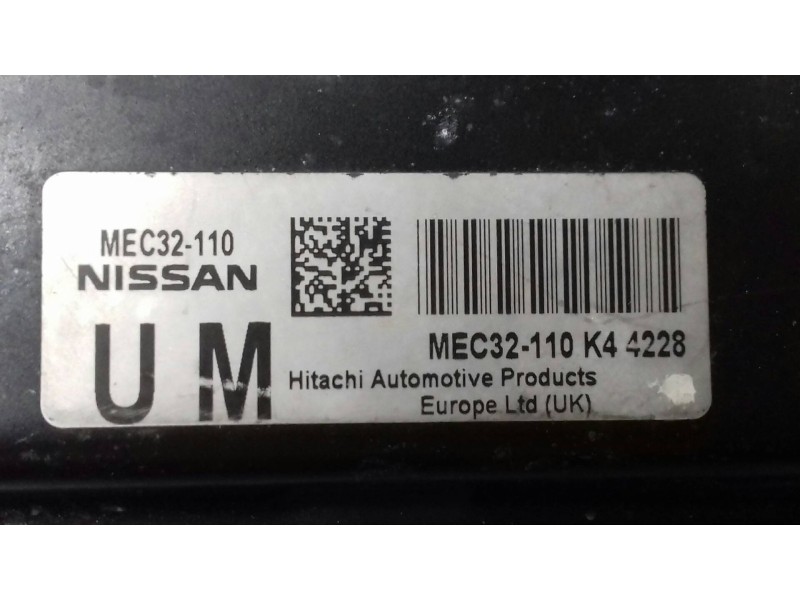 MEC32-110
NISSAN
U M
MEC32-110 K4 4228
Hitachi Automotive Products
Europe Ltd (UK)